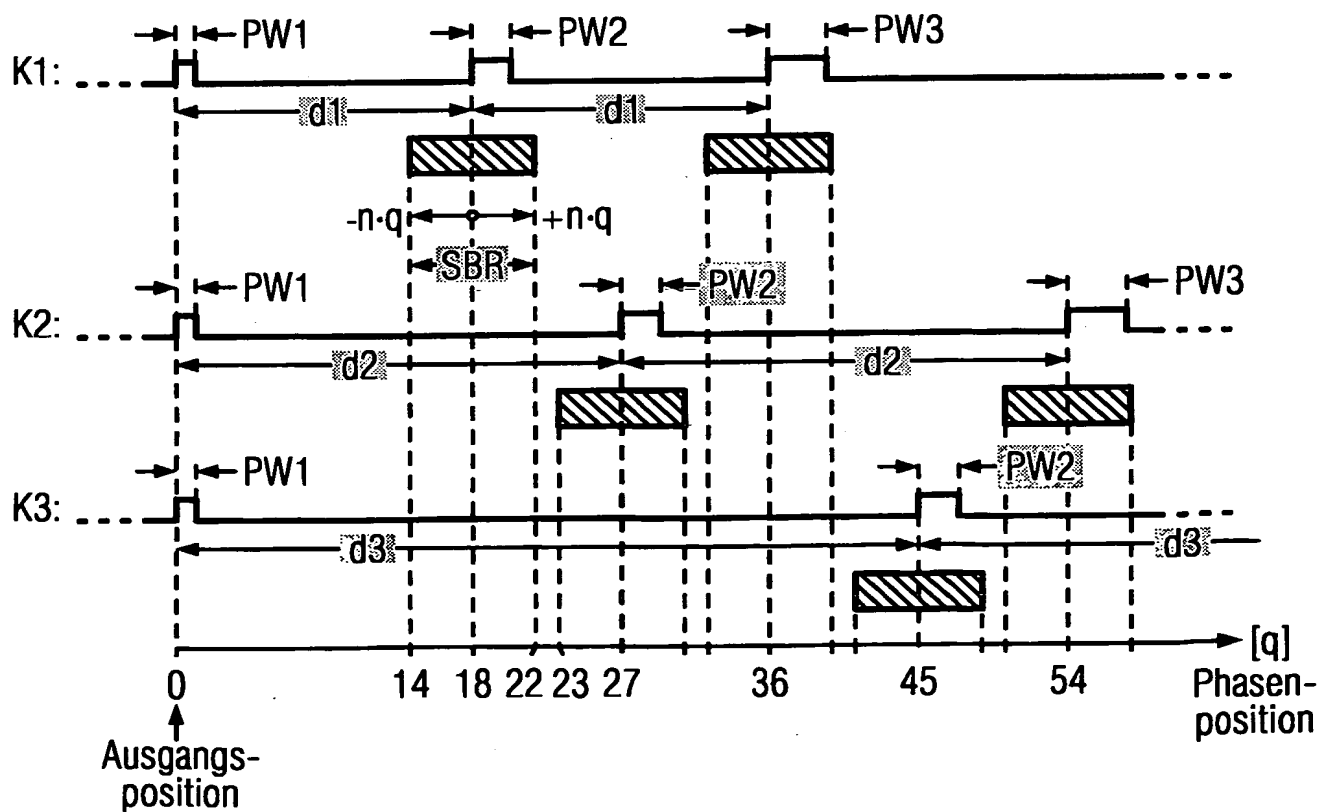 PW1 PW2 PW3
K1:
d1 d1
-n·q +n·q
SBR
PW1 PW2 PW3
K2:
d2 d2
PW1 PW2
K3:
d3 d3
[q]
0 14 18 22 23 27 36 45 54 Phasen-
position
Ausgangs-
position